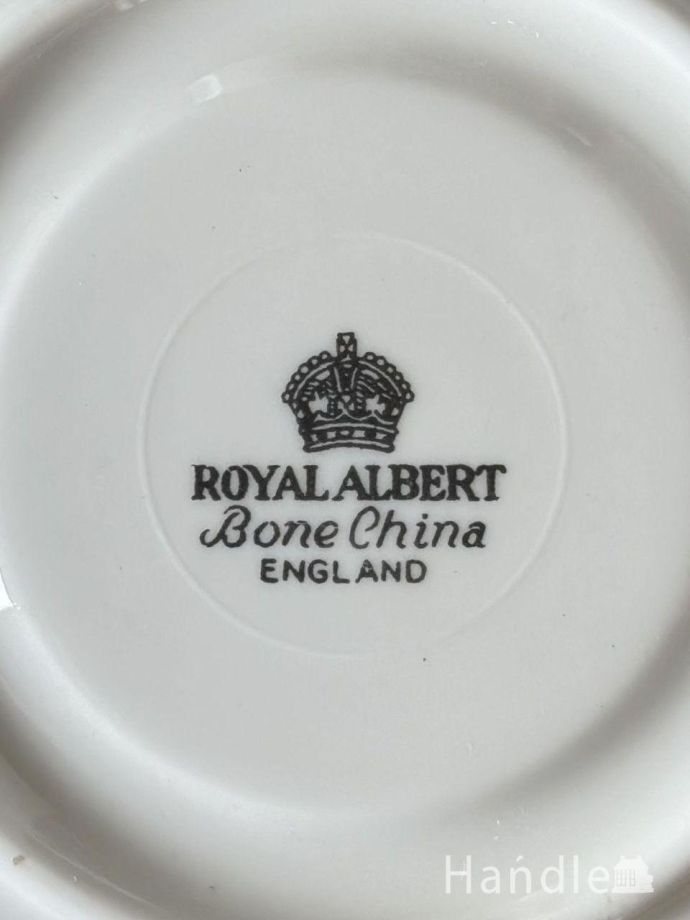 ROYAL ALBERT
Bone China
ENGLAND
Handle